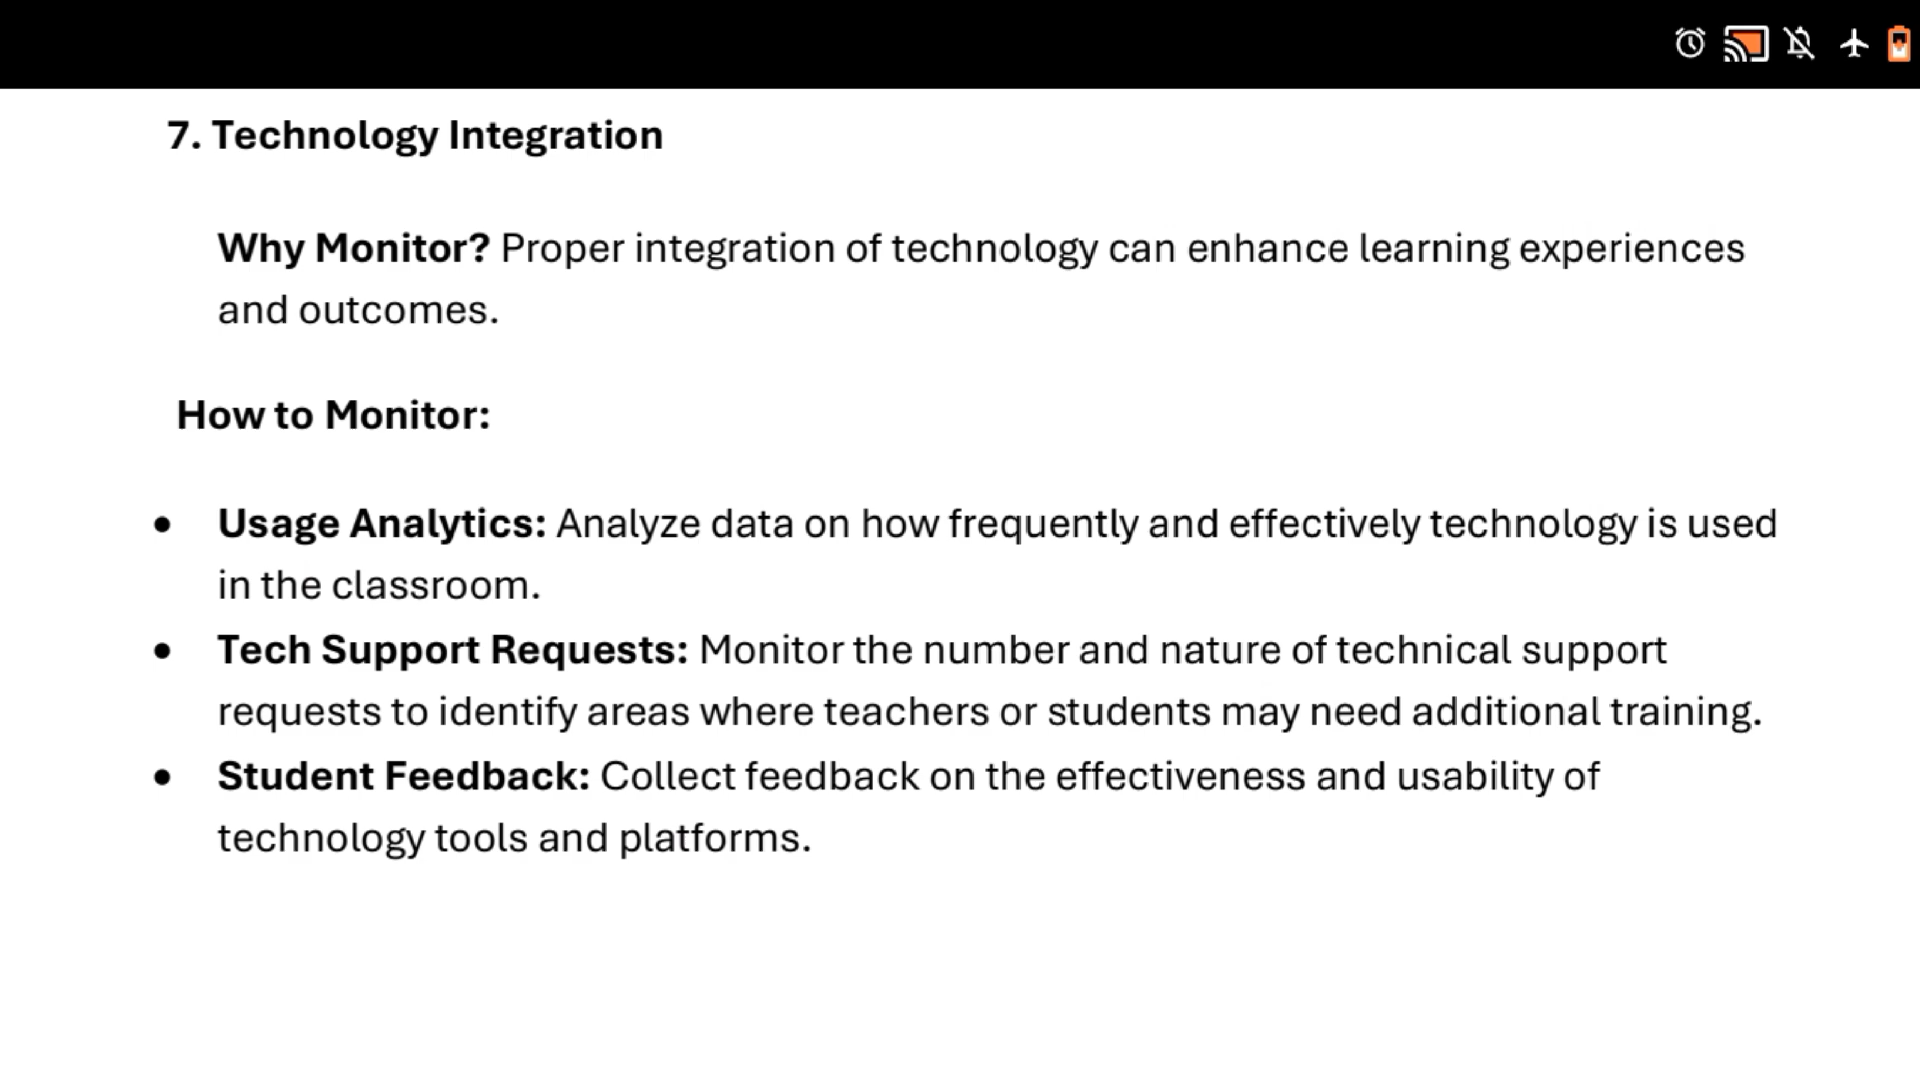 7. Technology Integration
Why Monitor? Proper integration of technology can enhance learning experiences
and outcomes.
How to Monitor:
• Usage Analytics: Analyze data on how frequently and effectively technology is used
in the classroom.
• Tech Support Requests: Monitor the number and nature of technical support
requests to identify areas where teachers or students may need additional training.
• Student Feedback: Collect feedback on the effectiveness and usability of
technology tools and platforms.